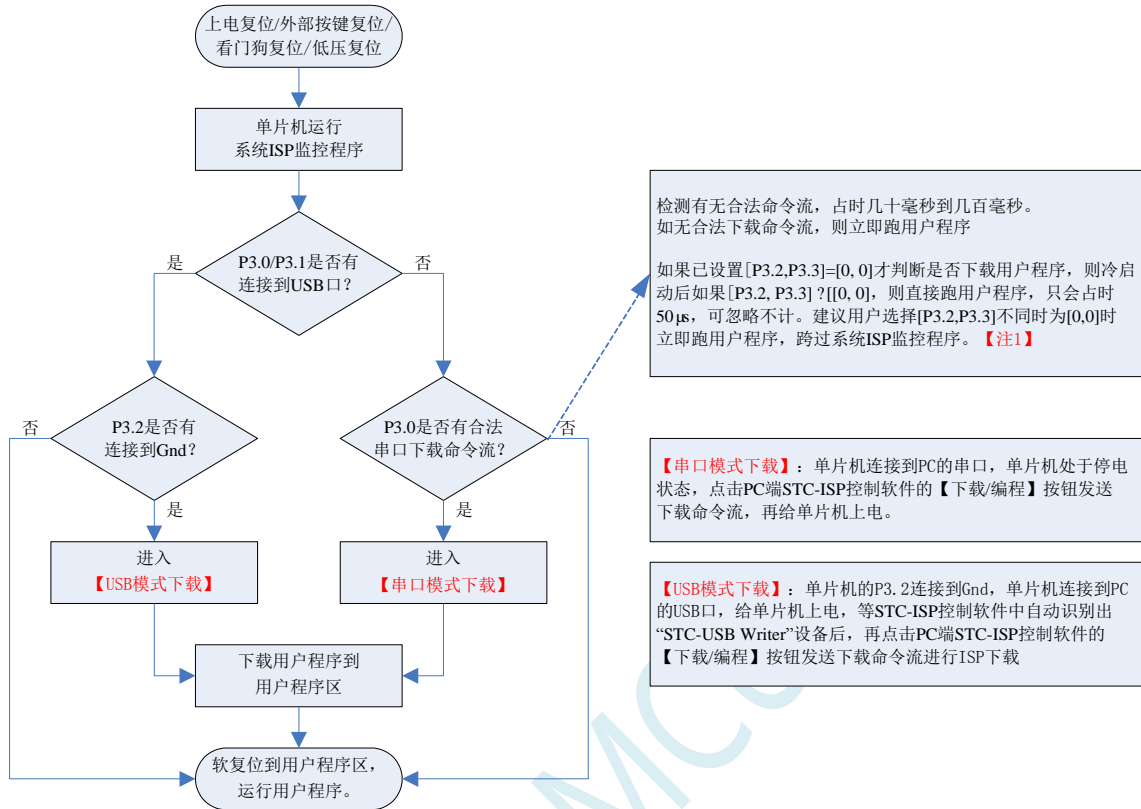 上电复位/外部按键复位/
看门狗复位/低压复位
单片机运行
系统ISP监控程序
P3.0/P3.1是否有
连接到USB口?
是
否
P3.2是否有
连接到Gnd?
否
是
P3.0是否有合法
串口下载命令流?
否
是
进入
【USB模式下载】
进入
【串口模式下载】
下载用户程序到
用户程序区
软复位到用户程序区，
运行用户程序。
检测有无合法命令流，占时几十毫秒到几百毫秒。
如无合法下载命令流，则立即跑用户程序
如果已设置[P3.2,P3.3]=[0, 0]才判断是否下载用户程序，则冷启
动后如果[P3.2, P3.3] ?[[0, 0]，则直接跑用户程序，只会占时
50μs，可忽略不计。建议用户选择[P3.2,P3.3]不同时为[0,0]时
立即跑用户程序，跨过系统ISP监控程序。【注1】
【串口模式下载】：单片机连接到PC的串口，单片机处于停电
状态，点击PC端STC-ISP控制软件的【下载/编程】按钮发送
下载命令流，再给单片机上电。
【USB模式下载】：单片机的P3.2连接到Gnd，单片机连接到PC
的USB口，给单片机上电，等STC-ISP控制软件中自动识别出
“STC-USB Writer”设备后，再点击PC端STC-ISP控制软件的
【下载/编程】按钮发送下载命令流进行ISP下载
MCU